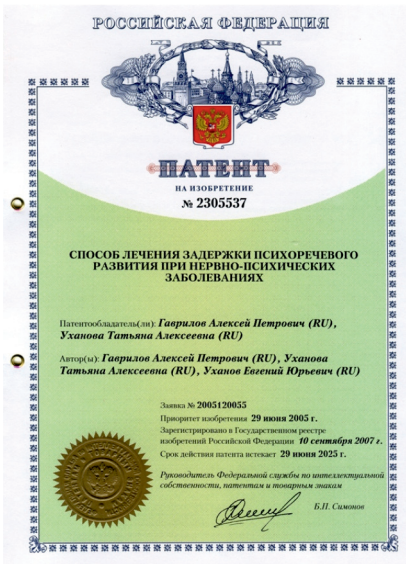 РОССИЙСКАЯ ФЕДЕРАЦИЯ
ПАТЕНТ
НА ИЗОБРЕТЕНИЕ
№ 2305537
СПОСОБ ЛЕЧЕНИЯ ЗАДЕРЖКИ ПСИХОРЕЧЕВОГО
РАЗВИТИЯ ПРИ НЕРВНО-ПСИХИЧЕСКИХ
ЗАБОЛЕВАНИЯХ
Патентообладатель(ли): Гаврилов Алексей Петрович (RU),
Уханова Татьяна Алексеевна (RU)
Автор(ы): Гаврилов Алексей Петрович (RU), Уханова
Татьяна Алексеевна (RU), Уханов Евгений Юрьевич (RU)
Заявка № 2005120055
Приоритет изобретения 29 июня 2005 г.
Зарегистрировано в Государственном реестре
изобретений Российской Федерации 10 сентября 2007 г.
Срок действия патента истекает 29 июня 2025 г.
Руководитель Федеральной службы по интеллектуальной
собственности, патентам и товарным знакам
Б.П. Симонов